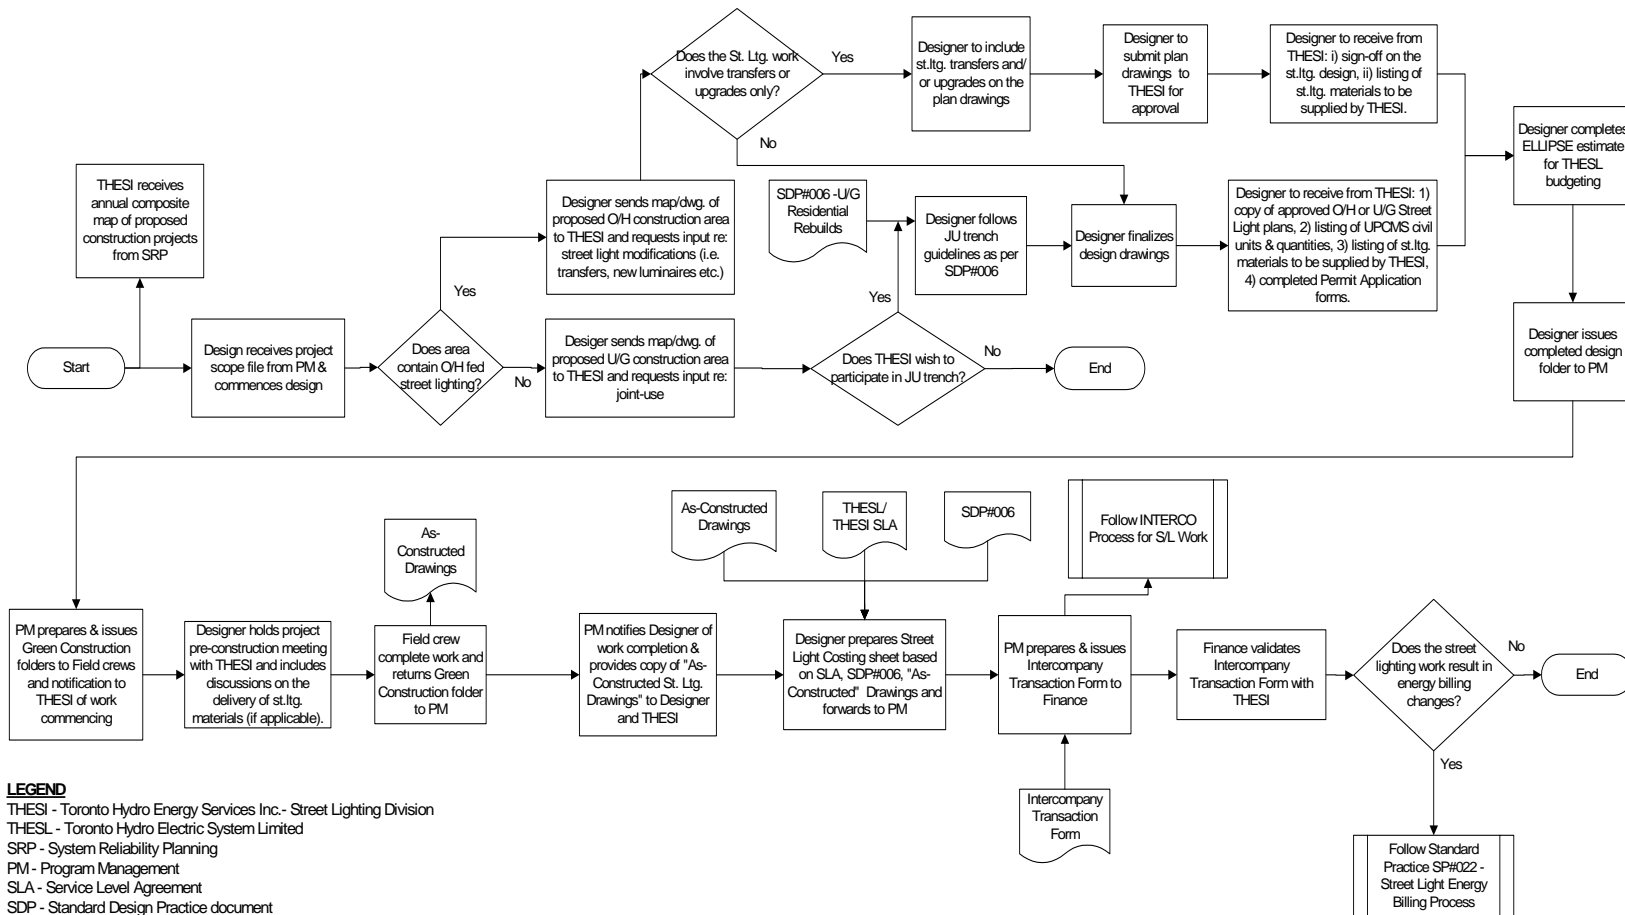 Does the St. Ltg. work
involve transfers or
upgrades only?
Yes
No
Designer to include
st.ltg. transfers and/
or upgrades on the
plan drawings
Designer to
submit plan
drawings to
THESI for
approval
Designer to receive from
THESI: i) sign-off on the
st.ltg. design, ii) listing of
st.ltg. materials to be
supplied by THESI.
Designer completes
ELLIPSE estimate
for THESL
budgeting
THESI receives
annual composite
map of proposed
construction projects
from SRP
Designer sends map/dwg. of
proposed O/H construction area
to THESI and requests input re:
street light modifications (i.e.
transfers, new luminaires etc.)
SDP#006 -U/G
Residential
Rebuilds
Designer follows
JU trench
guidelines as per
SDP#006
Designer finalizes
design drawings
Designer to receive from THESI: 1)
copy of approved O/H or U/G Street
Light plans, 2) listing of UPCMS civil
units & quantities, 3) listing of st.ltg.
materials to be supplied by THESI,
4) completed Permit Application
forms.
Yes
Yes
Start
Design receives project
scope file from PM &
commences design
Does area
contain O/H fed
street lighting?
No
Desiger sends map/dwg. of
proposed U/G construction area
to THESI and requests input re:
joint-use
Does THESI wish to
participate in JU trench?
No
End
Designer issues
completed design
folder to PM
As-
Constructed
Drawings
As-Constructed
Drawings
THESL/
THESI SLA
SDP#006
Follow INTERCO
Process for S/L Work
PM prepares & issues
Green Construction
folders to Field crews
and notification to
THESI of work
commencing
Designer holds project
pre-construction meeting
with THESI and includes
discussions on the
delivery of st.ltg.
materials (if applicable).
Field crew
complete work and
returns Green
Construction folder
to PM
PM notifies Designer of
work completion &
provides copy of "As-
Constructed St. Ltg.
Drawings" to Designer
and THESI
Designer prepares Street
Light Costing sheet based
on SLA, SDP#006, "As-
Constructed" Drawings and
forwards to PM
PM prepares & issues
Intercompany
Transaction Form to
Finance
Finance validates
Intercompany
Transaction Form with
THESI
Does the street
lighting work result in
energy billing
changes?
No
End
Yes
Intercompany
Transaction
Form
Follow Standard
Practice SP#022 -
Street Light Energy
Billing Process
LEGEND
THESI - Toronto Hydro Energy Services Inc.- Street Lighting Division
THESL - Toronto Hydro Electric System Limited
SRP - System Reliability Planning
PM - Program Management
SLA - Service Level Agreement
SDP - Standard Design Practice document